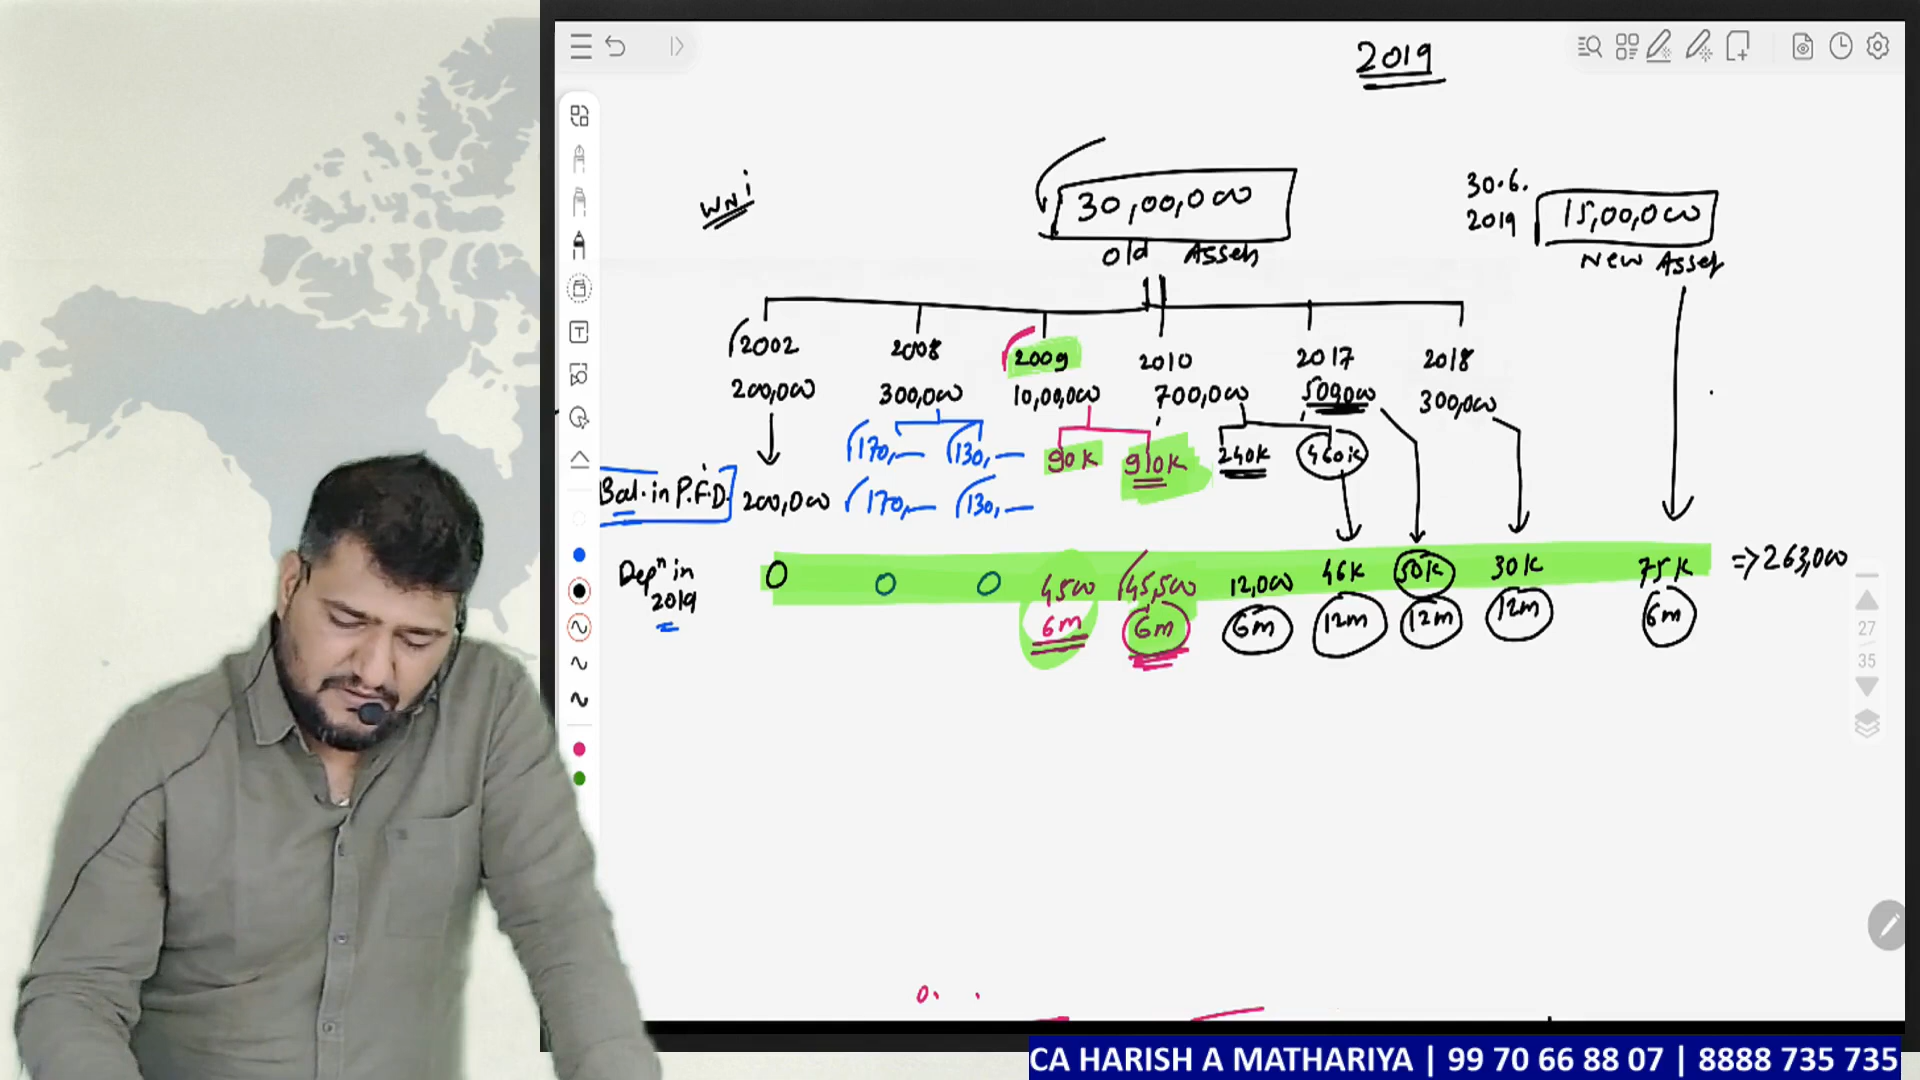 2019
WN i
30,00,000
Old Assets
30.6.
2019
15,00,000
New Asset
2002 2008 2009 2010 2017 2018
200,000 300,000 10,00,000 700,000 500,000 300,000
170,— 130,— 90K 910K 240K 460K
Bal. in P.F.D. 200,000 170,— 130,—
Depn in 2019
0 0 0 4500 45,500 12,000 46K 50K 30K 75K => 263,000
6m 6m 6m 12m 12m 12m 6m
27
35
0.
CA HARISH A MATHARIYA | 99 70 66 88 07 | 8888 735 735